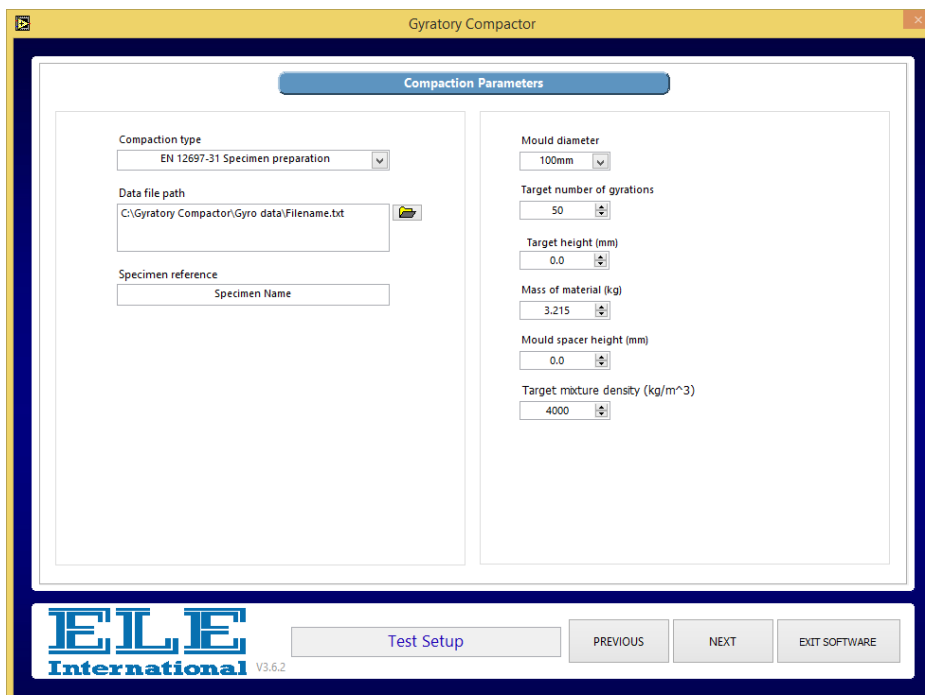 Gyratory Compactor
Compaction Parameters
Compaction type
EN 12697-31 Specimen preparation
Data file path
C:\Gyratory Compactor\Gyro data\Filename.txt
Specimen reference
Specimen Name
Mould diameter
100mm
Target number of gyrations
50
Target height (mm)
0.0
Mass of material (kg)
3.215
Mould spacer height (mm)
0.0
Target mixture density (kg/m^3)
4000
ELE
International
V3.6.2
Test Setup
PREVIOUS
NEXT
EXIT SOFTWARE